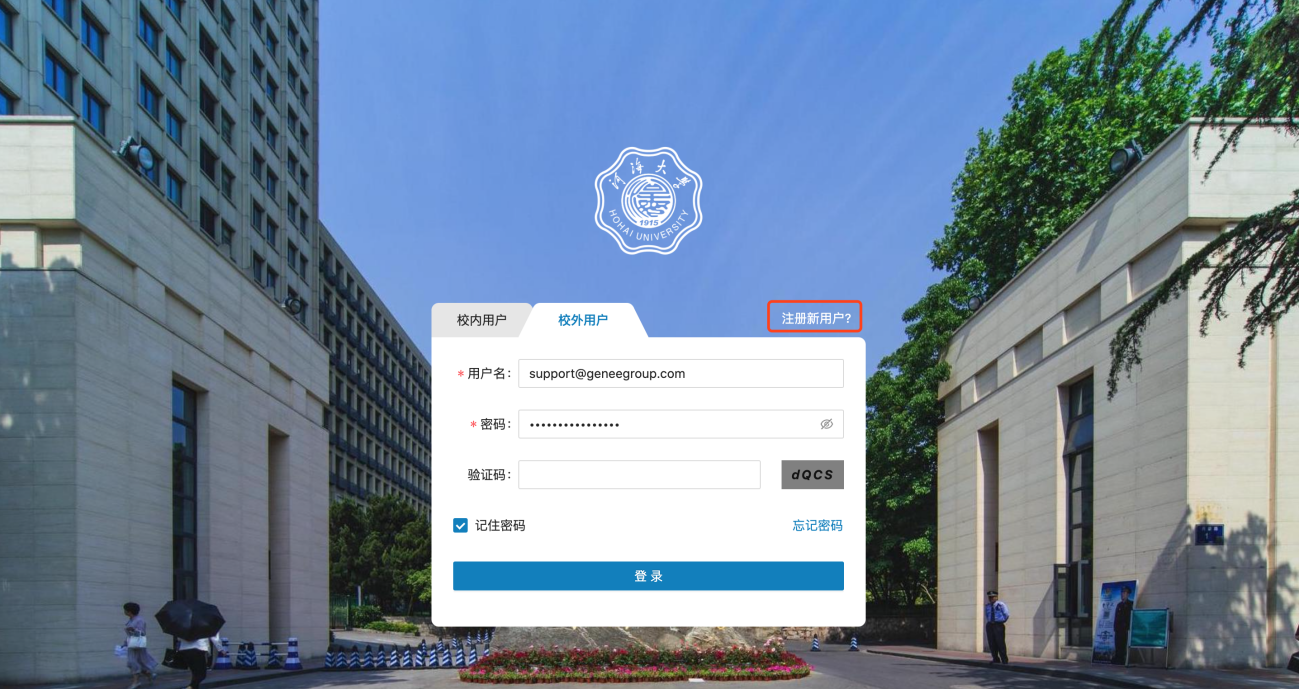 河海大學
1915
HOHAI UNIVERSITY
校内用户
校外用户
注册新用户?
* 用户名:
support@geneegroup.com
* 密码:
••••••••••••••••
验证码:
dQCS
记住密码
忘记密码
登 录